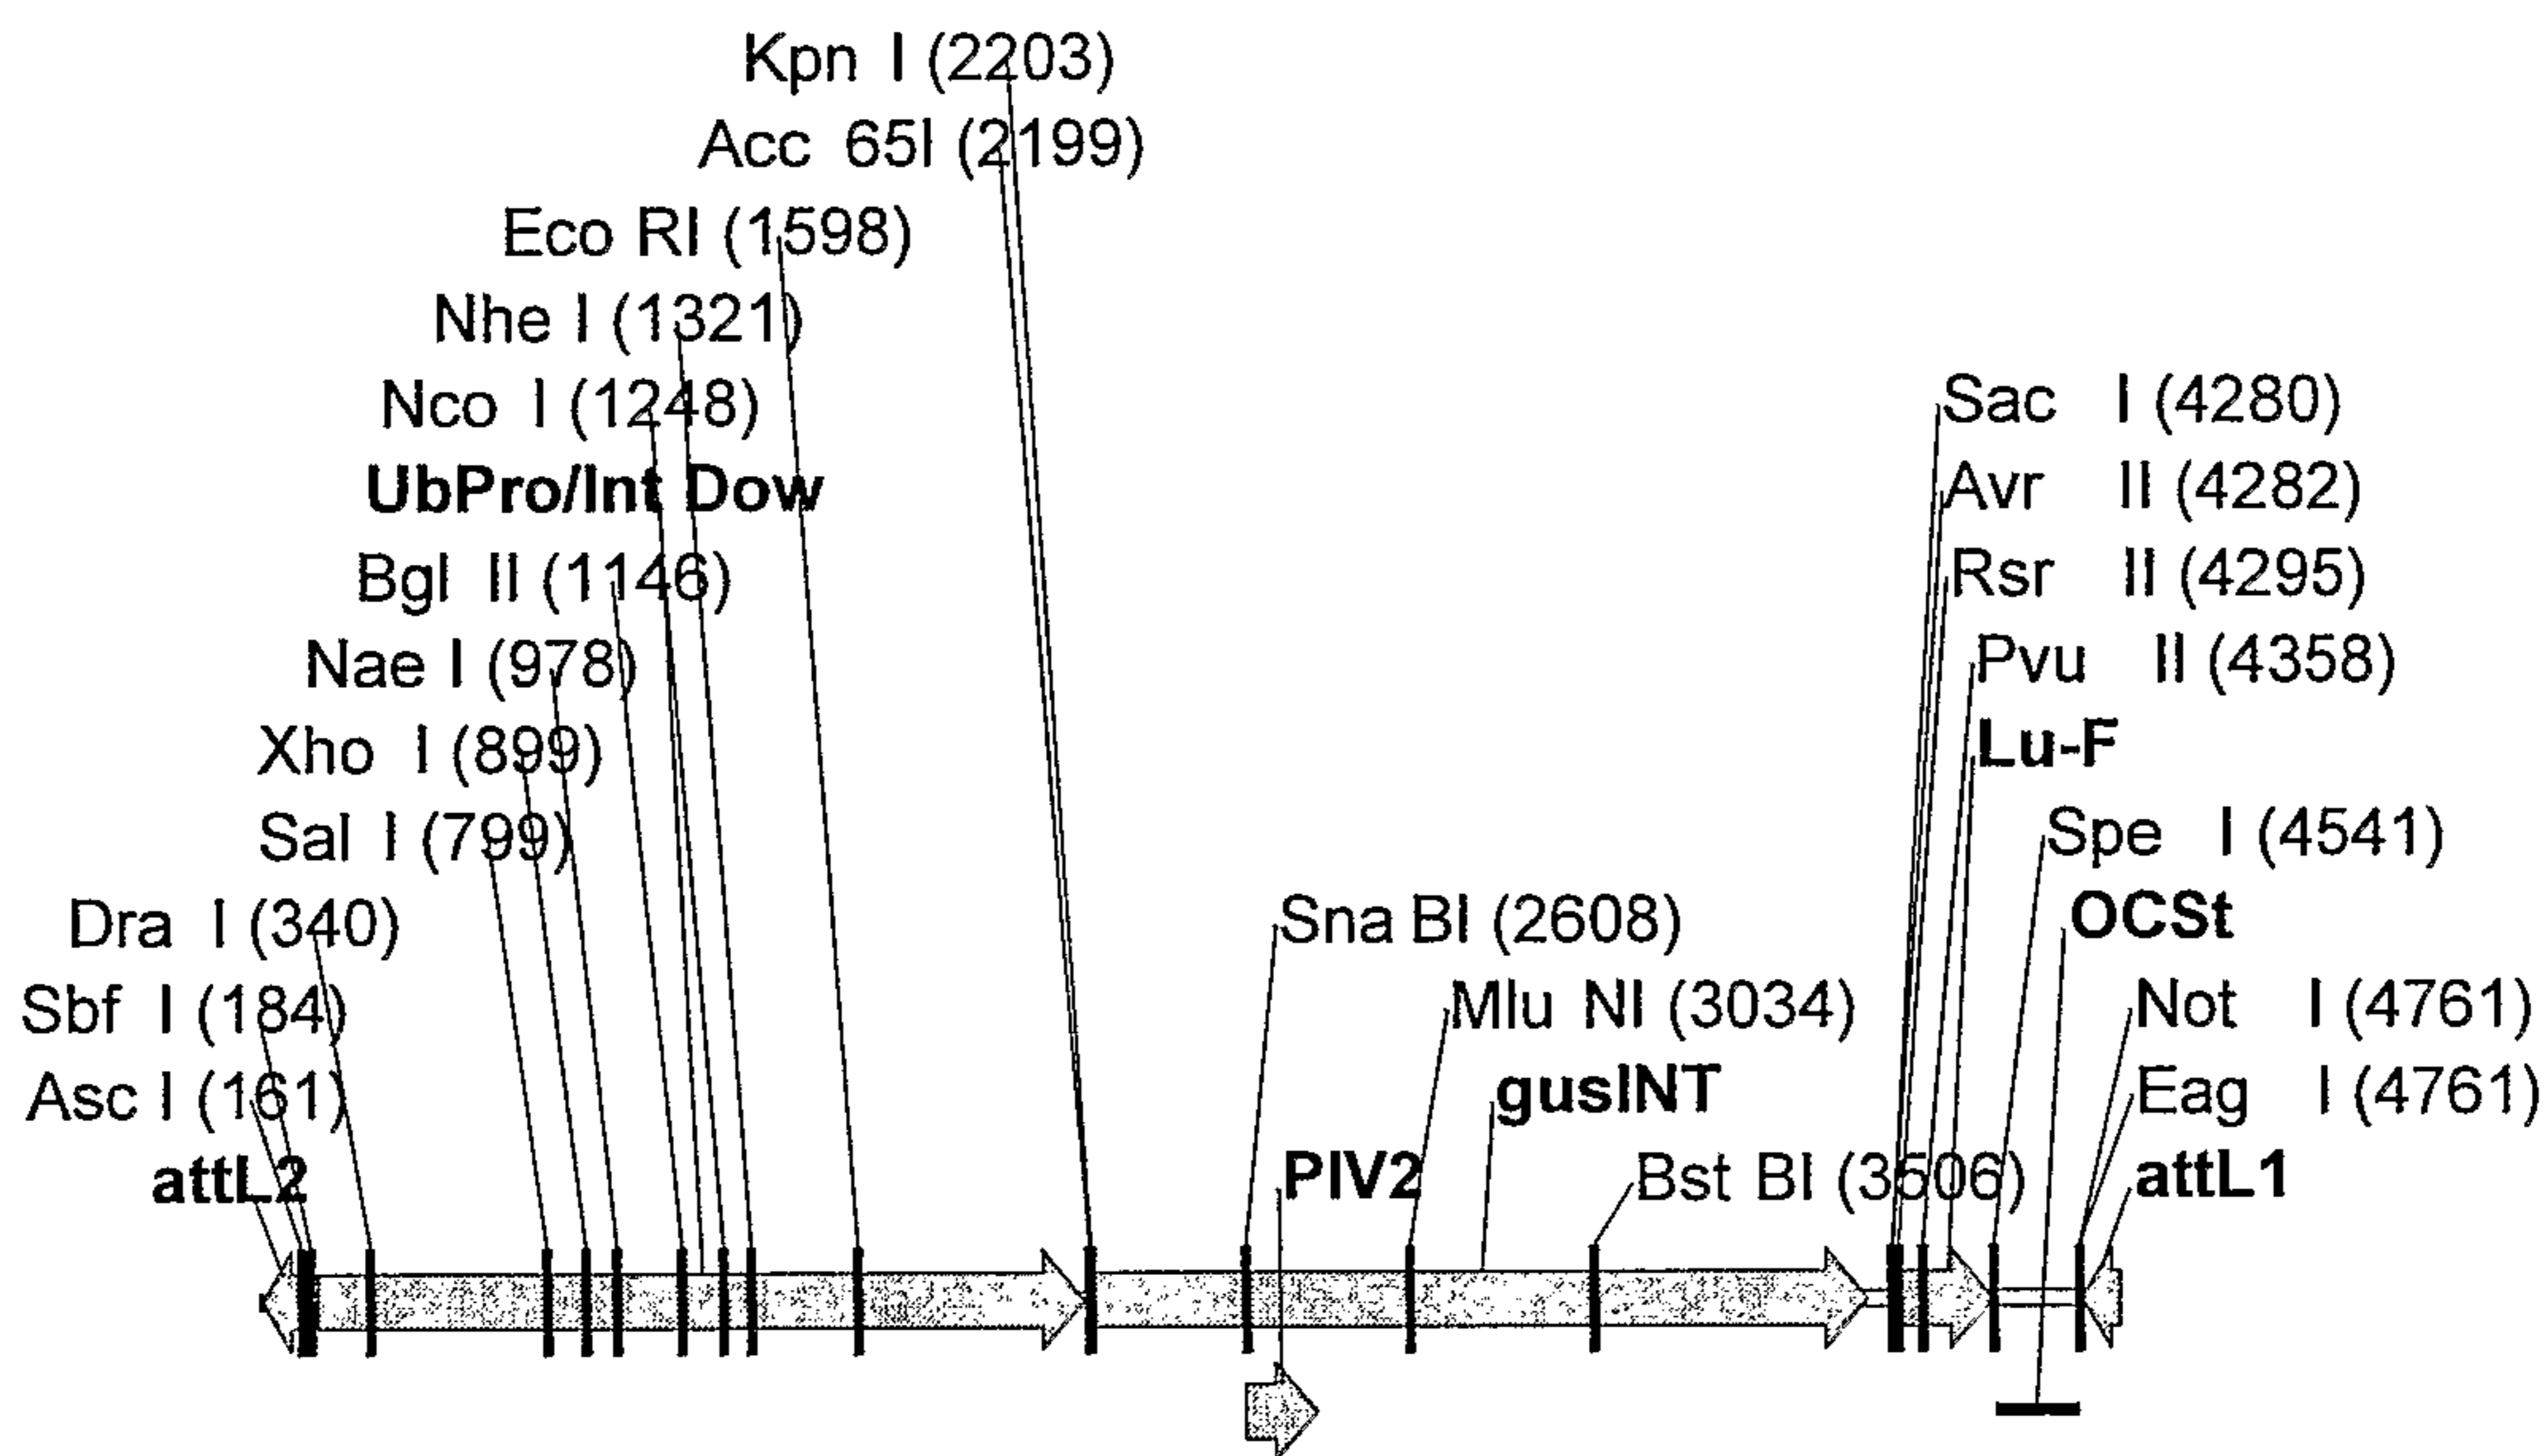 Kpn I (2203)
Acc 65I (2199)
Eco RI (1598)
Nhe I (1321)
Nco I (1248)
UbPro/Int Dow
Bgl II (1146)
Nae I (978)
Xho I (899)
Sal I (799)
Dra I (340)
Sbf I (184)
Asc I (161)
attL2
Sna BI (2608)
Mlu NI (3034)
gusINT
PIV2
Bst BI (3506)
Sac I (4280)
Avr II (4282)
Rsr II (4295)
Pvu II (4358)
Lu-F
Spe I (4541)
OCSt
Not I (4761)
Eag I (4761)
attL1